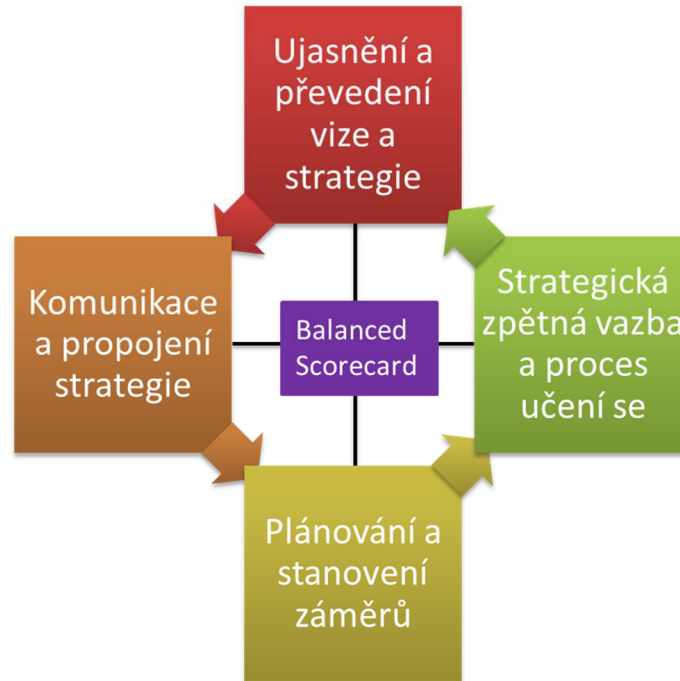 Ujasnění a
převedení
vize a
strategie
Komunikace
a propojení
strategie
Balanced
Scorecard
Strategická
zpětná vazba
a proces
učení se
Plánování a
stanovení
záměrů